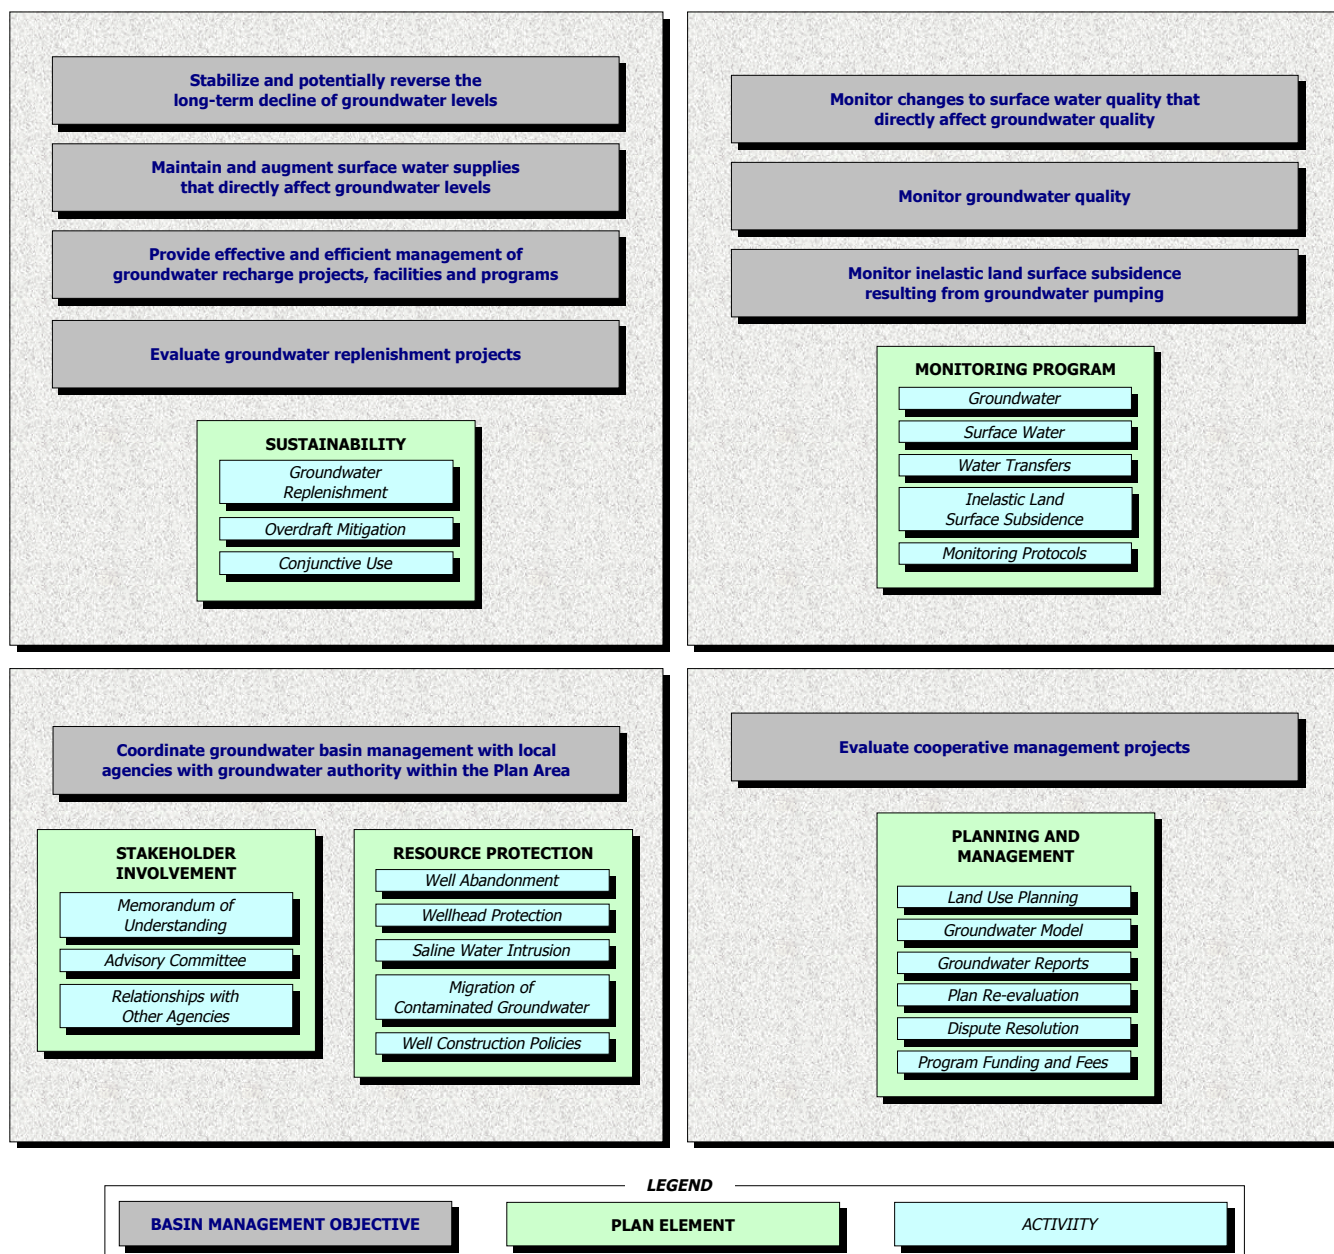 Stabilize and potentially reverse the
long-term decline of groundwater levels
Maintain and augment surface water supplies
that directly affect groundwater levels
Provide effective and efficient management of
groundwater recharge projects, facilities and programs
Evaluate groundwater replenishment projects
SUSTAINABILITY
Groundwater
Replenishment
Overdraft Mitigation
Conjunctive Use
Monitor changes to surface water quality that
directly affect groundwater quality
Monitor groundwater quality
Monitor inelastic land surface subsidence
resulting from groundwater pumping
MONITORING PROGRAM
Groundwater
Surface Water
Water Transfers
Inelastic Land
Surface Subsidence
Monitoring Protocols
Coordinate groundwater basin management with local
agencies with groundwater authority within the Plan Area
STAKEHOLDER
INVOLVEMENT
Memorandum of
Understanding
Advisory Committee
Relationships with
Other Agencies
RESOURCE PROTECTION
Well Abandonment
Wellhead Protection
Saline Water Intrusion
Migration of
Contaminated Groundwater
Well Construction Policies
Evaluate cooperative management projects
PLANNING AND
MANAGEMENT
Land Use Planning
Groundwater Model
Groundwater Reports
Plan Re-evaluation
Dispute Resolution
Program Funding and Fees
LEGEND
BASIN MANAGEMENT OBJECTIVE
PLAN ELEMENT
ACTIVIITY